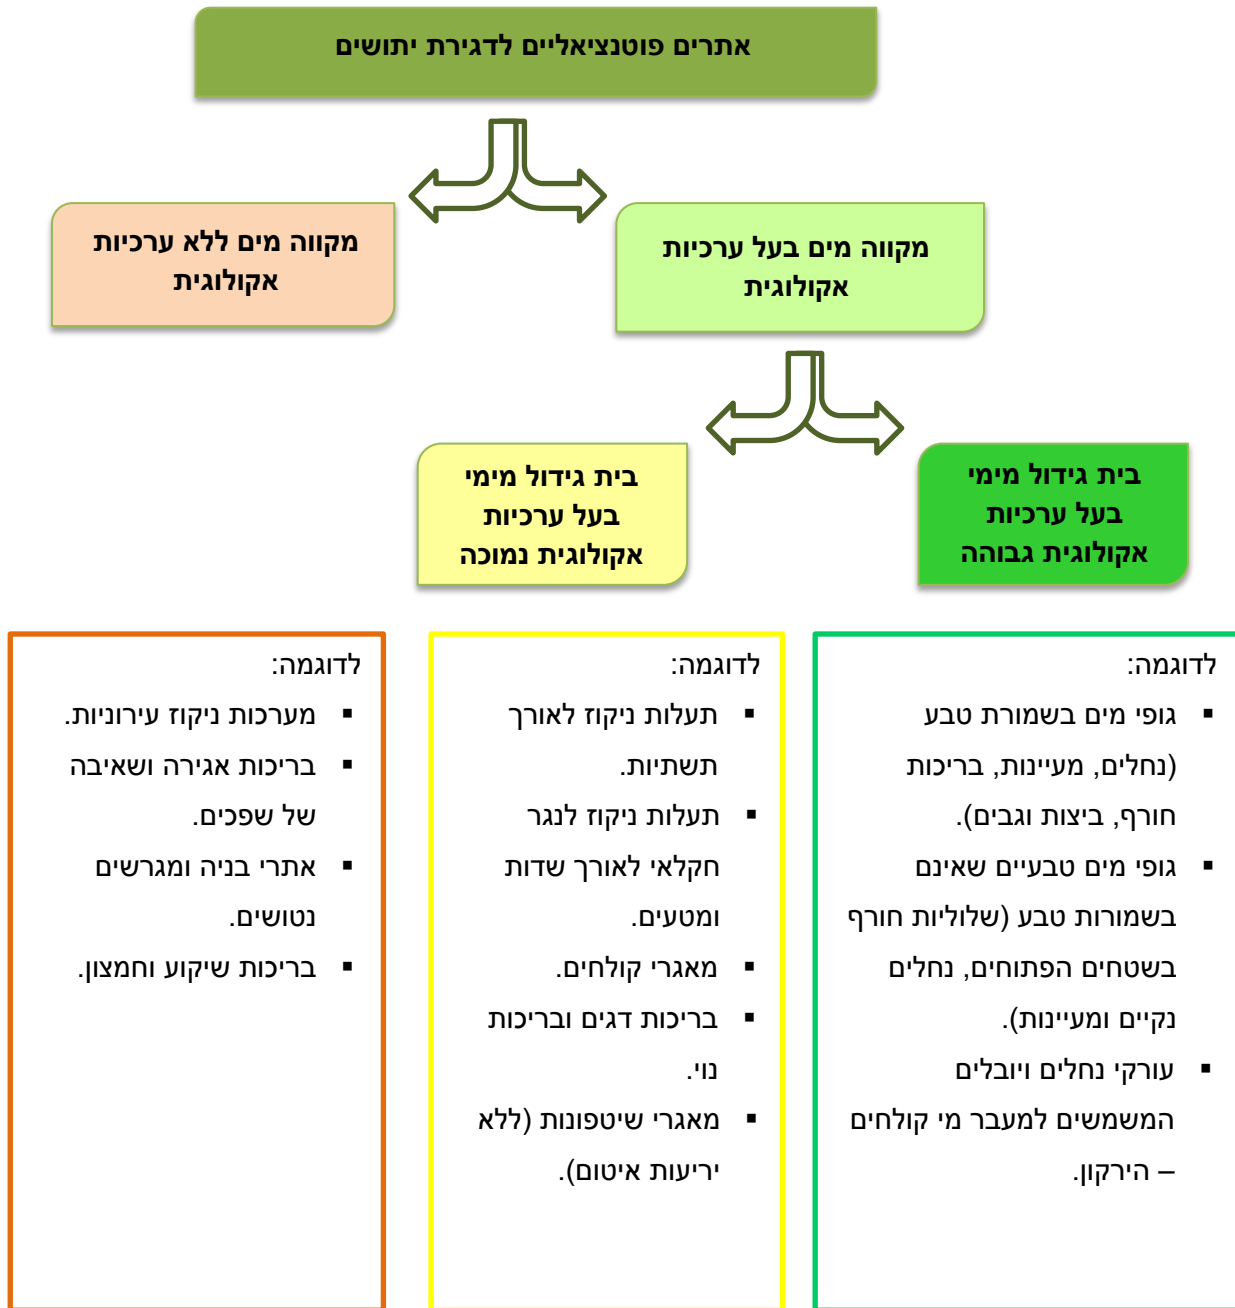 אתרים פוטנציאליים לדגירת יתושים
מקווה מים בעל ערכיות
אקולוגית
מקווה מים ללא ערכיות
אקולוגית
בית גידול מימי
בעל ערכיות
אקולוגית גבוהה
בית גידול מימי
בעל ערכיות
אקולוגית נמוכה
לדוגמה:
▪ גופי מים בשמורת טבע
(נחלים, מעיינות, בריכות
חורף, ביצות וגבים).
▪ גופי מים טבעיים שאינם
בשמורות טבע (שלוליות חורף
בשטחים הפתוחים, נחלים
נקיים ומעיינות).
▪ עורקי נחלים ויובלים
המשמשים למעבר מי קולחים
– הירקון.
לדוגמה:
▪ תעלות ניקוז לאורך
תשתיות.
▪ תעלות ניקוז לנגר
חקלאי לאורך שדות
ומטעים.
▪ מאגרי קולחים.
▪ בריכות דגים ובריכות
נוי.
▪ מאגרי שיטפונות (ללא
יריעות איטום).
לדוגמה:
▪ מערכות ניקוז עירוניות.
▪ בריכות אגירה ושאיבה
של שפכים.
▪ אתרי בניה ומגרשים
נטושים.
▪ בריכות שיקוע וחמצון.